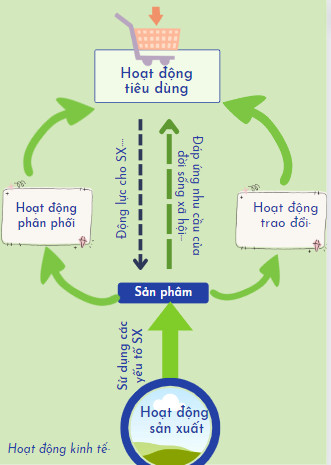 Hoạt động
tiêu dùng
Động lực cho SX...
Đáp ứng nhu cầu của
đời sống xã hội...
Hoạt động
phân phối
Hoạt động
trao đổi.
Sản phẩm
Sử dụng các
yếu tố SX
Hoạt động
sản xuất
Hoạt động kinh tế.